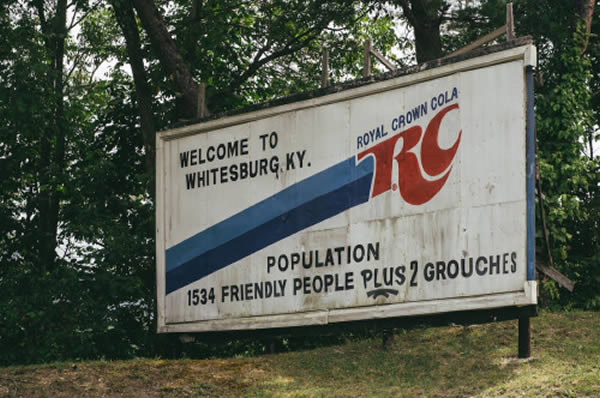 WELCOME TO
WHITESBURG, KY.
ROYAL CROWN COLA
RC
POPULATION
1534 FRIENDLY PEOPLE PLUS 2 GROUCHES